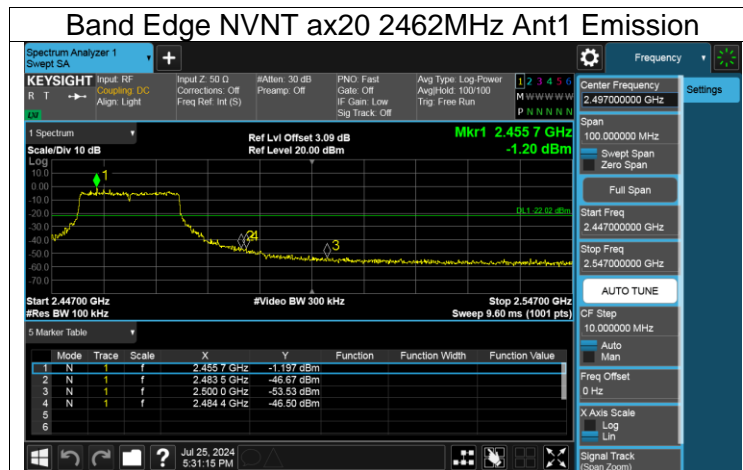 Band Edge NVNT ax20 2462MHz Ant1 Emission
Spectrum Analyzer 1
Swept SA
+
Frequency
KEYSIGHT
R T
LXI
Input: RF
Coupling: DC
Align: Light
Input Z: 50 Ω
Corrections: Off
Freq Ref: Int (S)
#Atten: 30 dB
Preamp: Off
PNO: Fast
Gate: Off
IF Gain: Low
Sig Track: Off
Avg Type: Log-Power
Avg|Hold: 100/100
Trig: Free Run
1 2 3 4 5 6
M W W W W W
P N N N N N
Center Frequency
2.497000000 GHz
Settings
Span
100.000000 MHz
Swept Span
Zero Span
Full Span
Start Freq
2.447000000 GHz
Stop Freq
2.547000000 GHz
AUTO TUNE
CF Step
10.000000 MHz
Auto
Man
Freq Offset
0 Hz
X Axis Scale
Log
Lin
Signal Track
(Span Zoom)
1 Spectrum
Scale/Div 10 dB
Ref Lvl Offset 3.09 dB
Ref Level 20.00 dBm
Mkr1 2.455 7 GHz
-1.20 dBm
Log
10.0
0.00
-10.0
-20.0
-30.0
-40.0
-50.0
-60.0
-70.0
1
3
4
DL1 -22.02 dBm
Start 2.44700 GHz
#Res BW 100 kHz
#Video BW 300 kHz
Stop 2.54700 GHz
Sweep 9.60 ms (1001 pts)
5 Marker Table
Mode Trace Scale X Y Function Function Width Function Value
1 N 1 f 2.455 7 GHz -1.197 dBm
2 N 1 f 2.483 5 GHz -46.67 dBm
3 N 1 f 2.500 0 GHz -53.53 dBm
4 N 1 f 2.484 4 GHz -46.50 dBm
5
6
?
Jul 25, 2024
5:31:15 PM